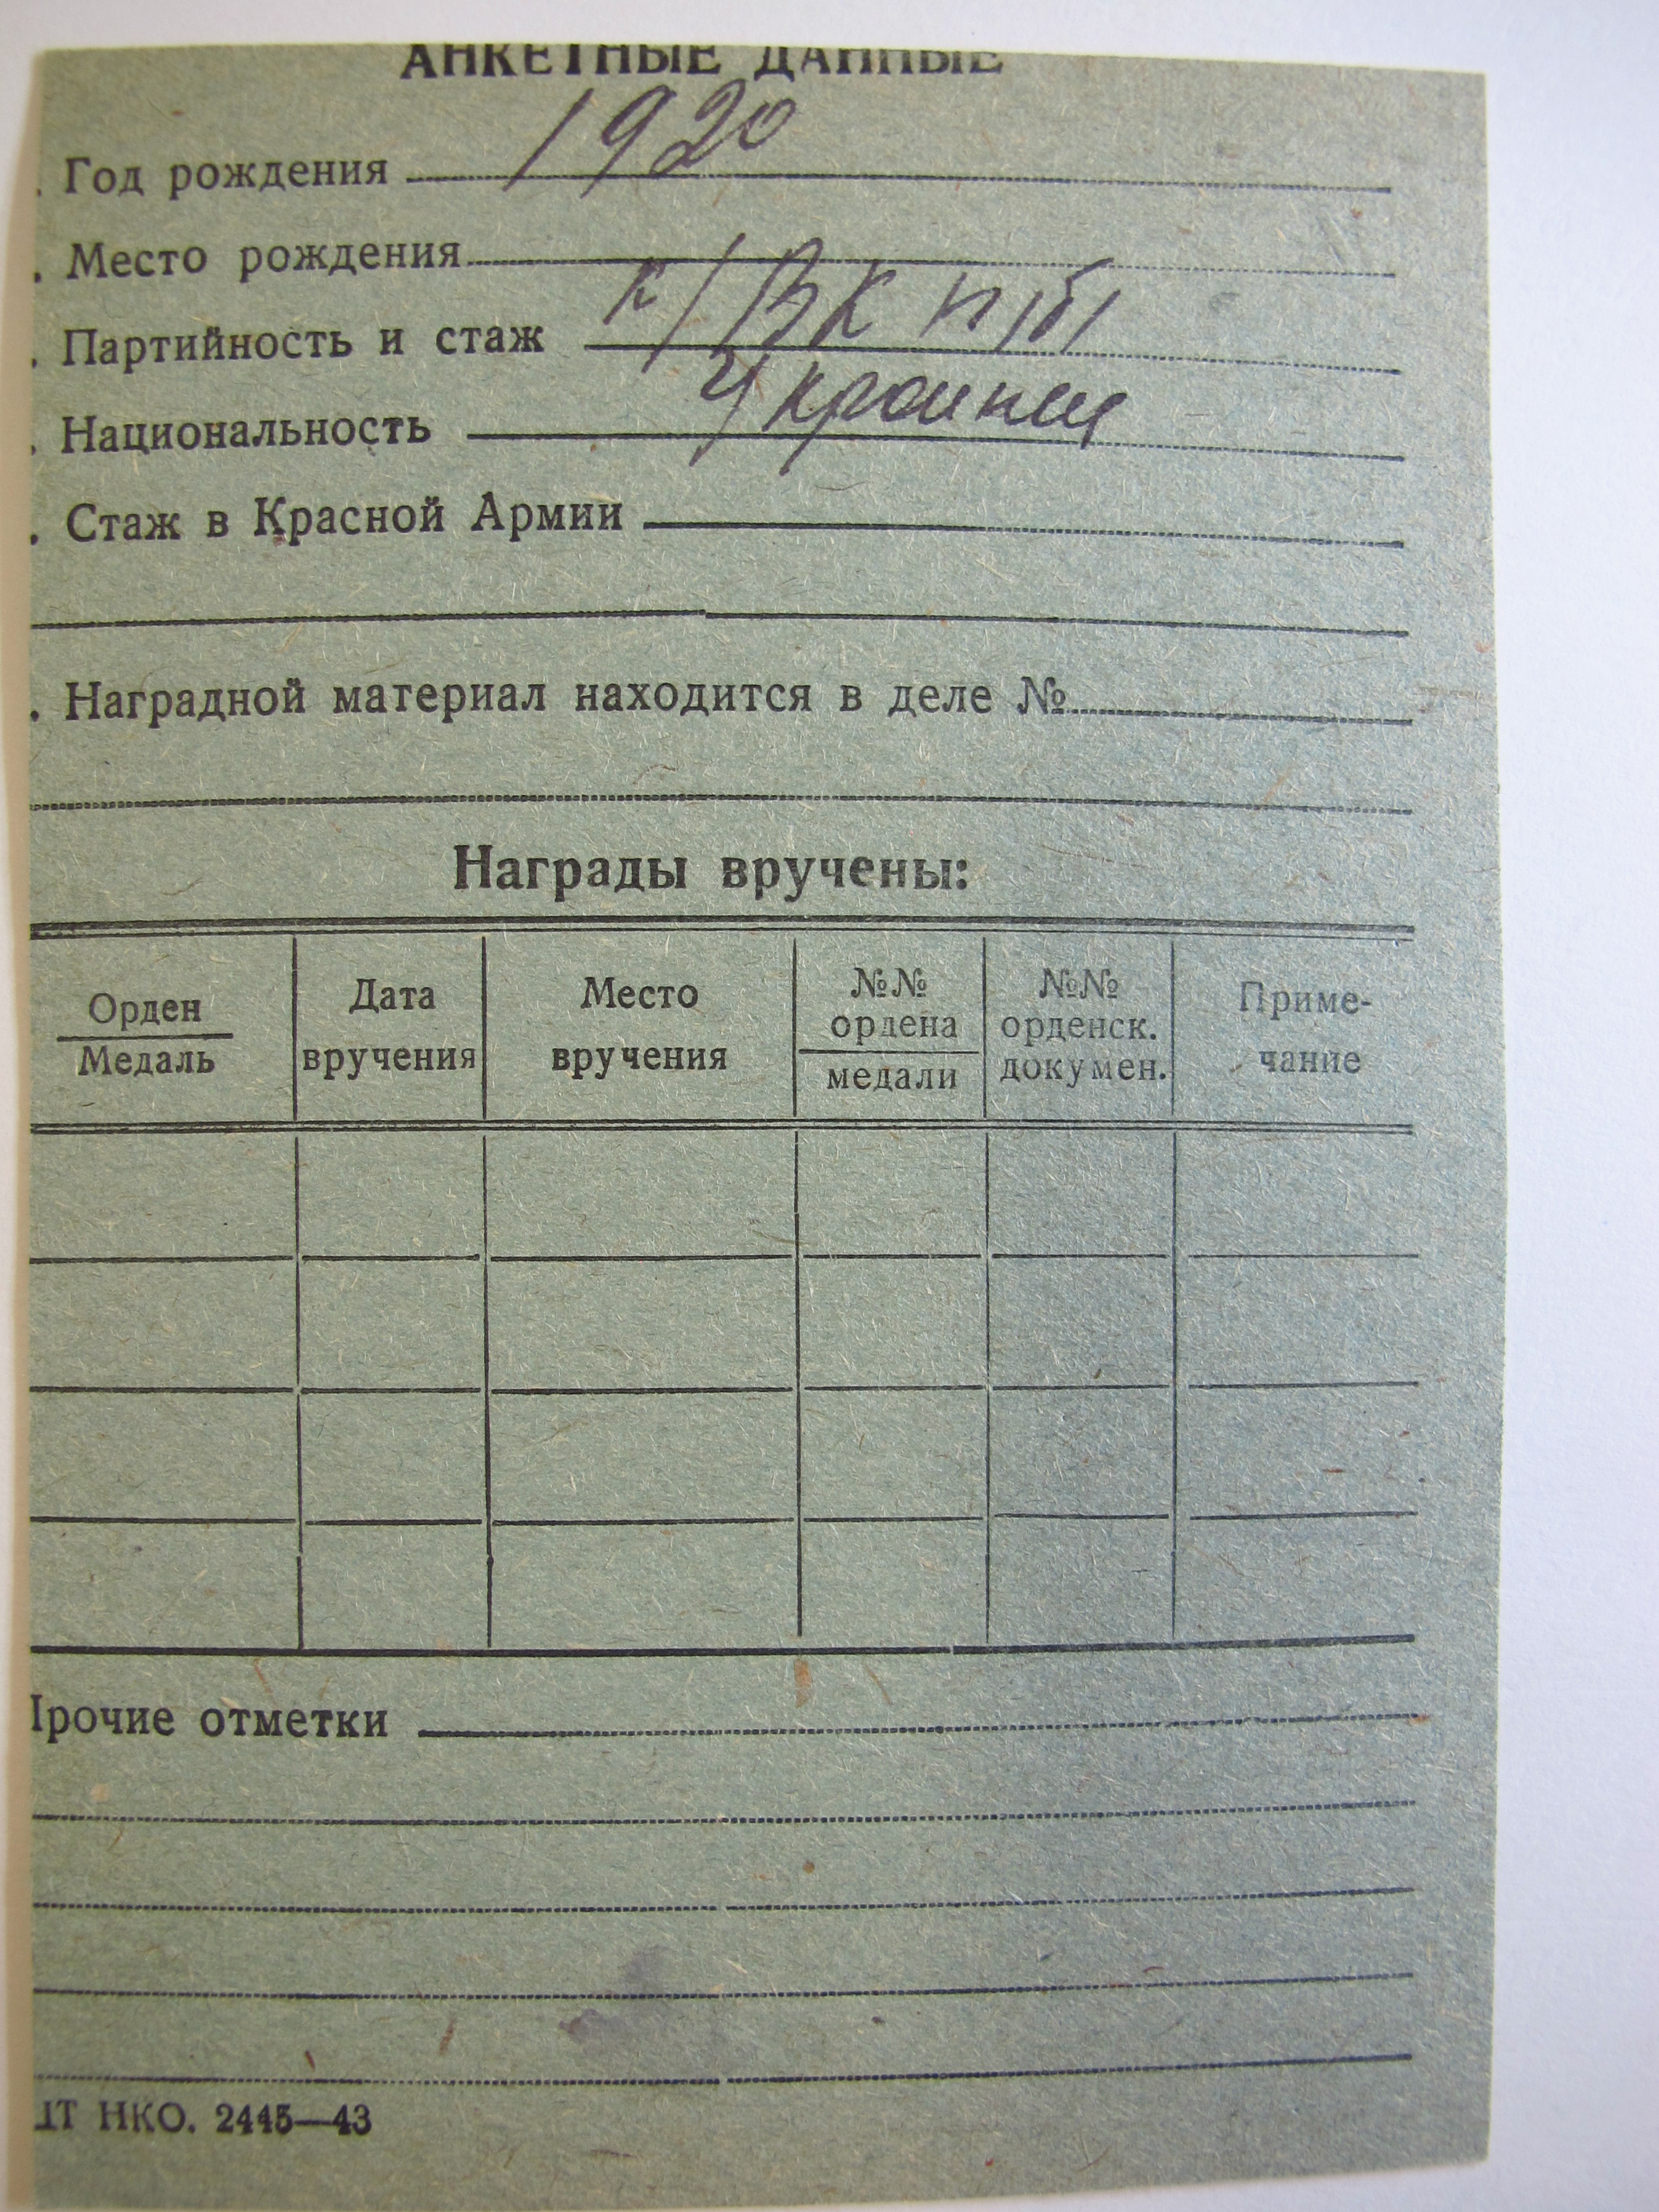 АНКЕТНЫЕ ДАННЫЕ
. Год рождения 1920
. Место рождения
. Партийность и стаж к/ВКП/б/
. Национальность Украинец
. Стаж в Красной Армии
. Наградной материал находится в деле №
Награды вручены:
Орден Медаль | Дата вручения | Место вручения | №№ ордена медали | №№ орденск. докумен. | Приме- чание
Прочие отметки
ШТ НКО. 2445—43